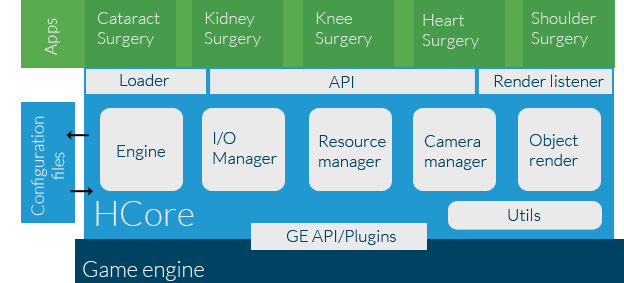 Apps
Cataract
Surgery
Kidney
Surgery
Knee
Surgery
Heart
Surgery
Shoulder
Surgery
Loader
API
Render listener
Configuration
files
Engine
I/O
Manager
Resource
manager
Camera
manager
Object
render
HCore
Utils
GE API/Plugins
Game engine